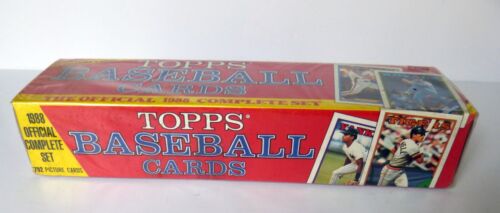 TOPPS®
BASEBALL
CARDS
THE OFFICIAL 1988 COMPLETE SET
1988
OFFICIAL
COMPLETE
SET
792 PICTURE CARDS
TOPPS®
BASEBALL
CARDS